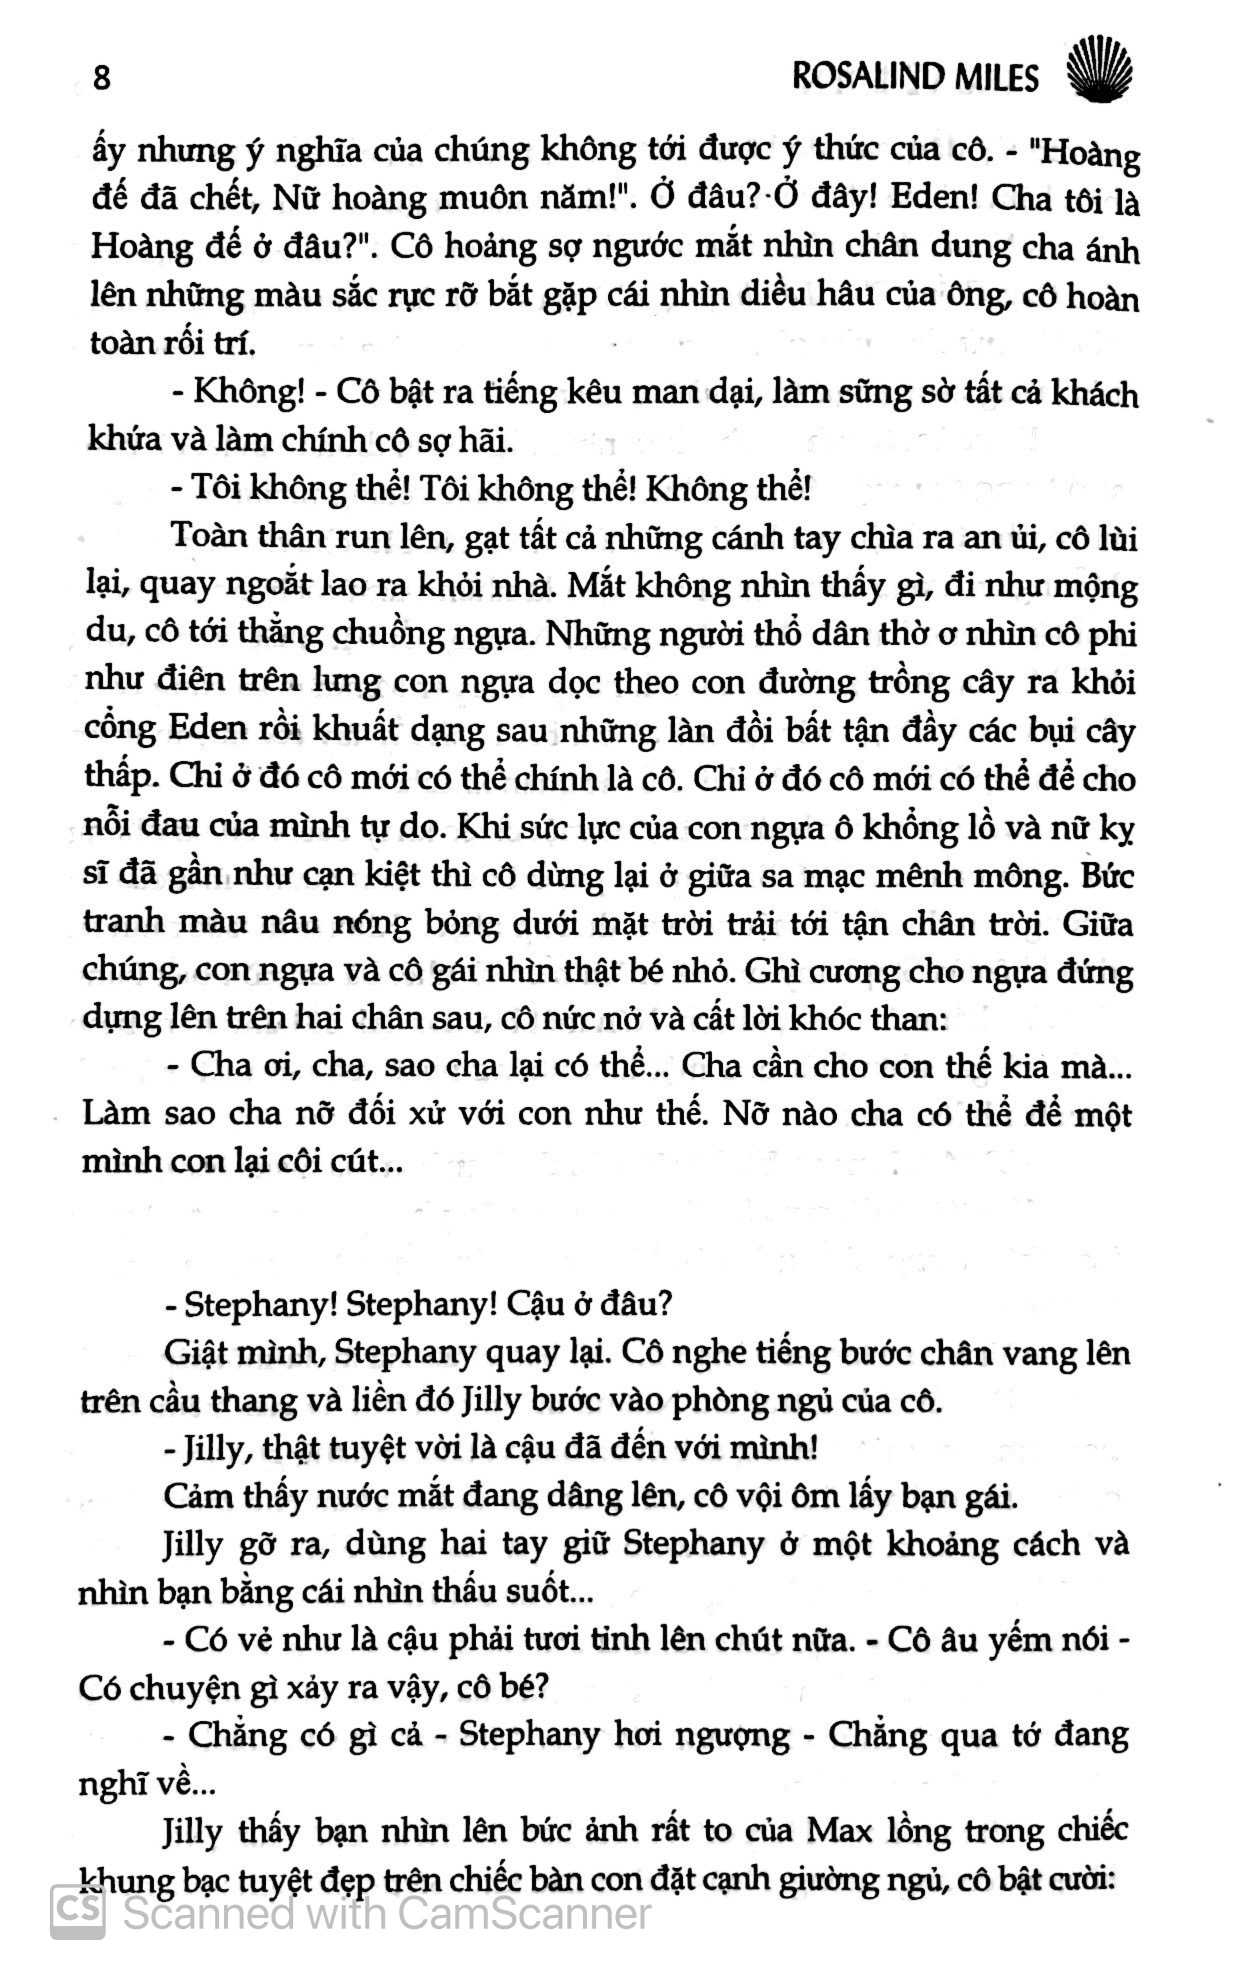 8
ROSALIND MILES
ấy nhưng ý nghĩa của chúng không tới được ý thức của cô. - "Hoàng
đế đã chết, Nữ hoàng muôn năm!". Ở đâu? Ở đây! Eden! Cha tôi là
Hoàng đế ở đâu?". Cô hoảng sợ ngước mắt nhìn chân dung cha ánh
lên những màu sắc rực rỡ bắt gặp cái nhìn diều hâu của ông, cô hoàn
toàn rối trí.
- Không! - Cô bật ra tiếng kêu man dại, làm sững sờ tất cả khách
khứa và làm chính cô sợ hãi.
- Tôi không thể! Tôi không thể! Không thể!
Toàn thân run lên, gạt tất cả những cánh tay chìa ra an ủi, cô lùi
lại, quay ngoắt lao ra khỏi nhà. Mắt không nhìn thấy gì, đi như mộng
du, cô tới thẳng chuồng ngựa. Những người thổ dân thờ ơ nhìn cô phi
như điên trên lưng con ngựa dọc theo con đường trồng cây ra khỏi
cổng Eden rồi khuất dạng sau những làn đồi bất tận đầy các bụi cây
thấp. Chỉ ở đó cô mới có thể chính là cô. Chỉ ở đó cô mới có thể để cho
nỗi đau của mình tự do. Khi sức lực của con ngựa ô khổng lồ và nữ kỵ
sĩ đã gần như cạn kiệt thì cô dừng lại ở giữa sa mạc mênh mông. Bức
tranh màu nâu nóng bỏng dưới mặt trời trải tới tận chân trời. Giữa
chúng, con ngựa và cô gái nhìn thật bé nhỏ. Ghì cương cho ngựa đứng
dựng lên trên hai chân sau, cô nức nở và cất lời khóc than:
- Cha ơi, cha, sao cha lại có thể... Cha cần cho con thế kia mà...
Làm sao cha nỡ đối xử với con như thế. Nỡ nào cha có thể để một
mình con lại côi cút...
- Stephany! Stephany! Cậu ở đâu?
Giật mình, Stephany quay lại. Cô nghe tiếng bước chân vang lên
trên cầu thang và liền đó Jilly bước vào phòng ngủ của cô.
- Jilly, thật tuyệt vời là cậu đã đến với mình!
Cảm thấy nước mắt đang dâng lên, cô vội ôm lấy bạn gái.
Jilly gỡ ra, dùng hai tay giữ Stephany ở một khoảng cách và
nhìn bạn bằng cái nhìn thấu suốt...
- Có vẻ như là cậu phải tươi tỉnh lên chút nữa. - Cô âu yếm nói -
Có chuyện gì xảy ra vậy, cô bé?
- Chẳng có gì cả - Stephany hơi ngượng - Chẳng qua tớ đang
nghĩ về...
Jilly thấy bạn nhìn lên bức ảnh rất to của Max lồng trong chiếc
khung bạc tuyệt đẹp trên chiếc bàn con đặt cạnh giường ngủ, cô bật cười:
CS Scanned with CamScanner